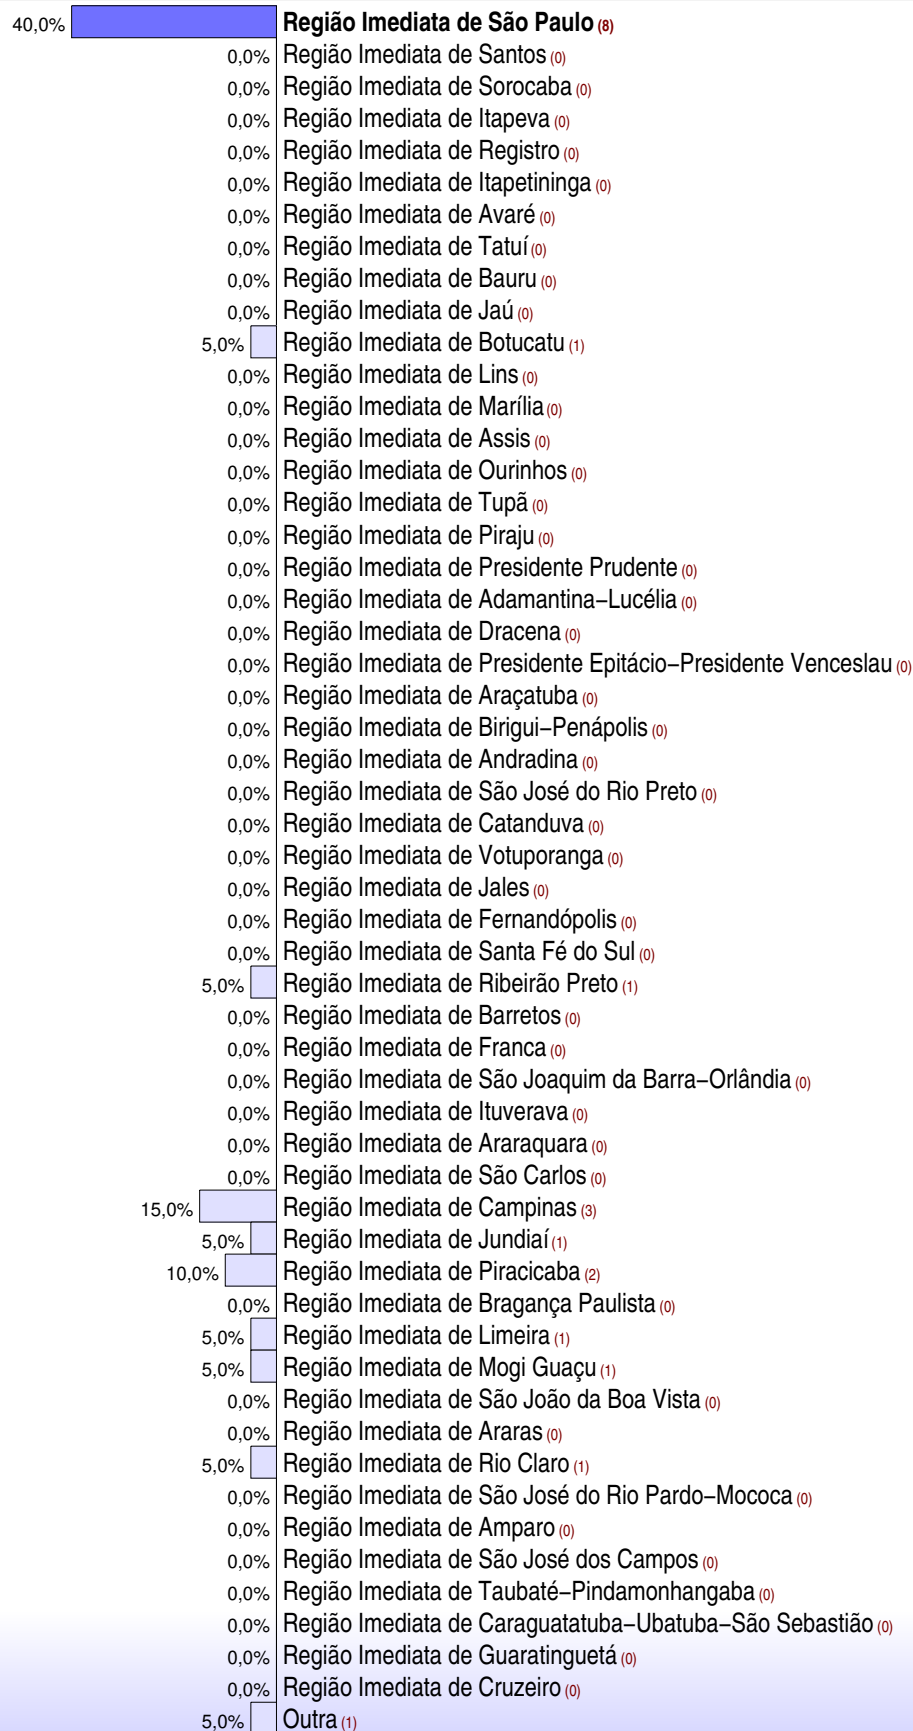 40,0% Região Imediata de São Paulo (8)
0,0% Região Imediata de Santos (0)
0,0% Região Imediata de Sorocaba (0)
0,0% Região Imediata de Itapeva (0)
0,0% Região Imediata de Registro (0)
0,0% Região Imediata de Itapetininga (0)
0,0% Região Imediata de Avaré (0)
0,0% Região Imediata de Tatuí (0)
0,0% Região Imediata de Bauru (0)
0,0% Região Imediata de Jaú (0)
5,0% Região Imediata de Botucatu (1)
0,0% Região Imediata de Lins (0)
0,0% Região Imediata de Marília (0)
0,0% Região Imediata de Assis (0)
0,0% Região Imediata de Ourinhos (0)
0,0% Região Imediata de Tupã (0)
0,0% Região Imediata de Piraju (0)
0,0% Região Imediata de Presidente Prudente (0)
0,0% Região Imediata de Adamantina−Lucélia (0)
0,0% Região Imediata de Dracena (0)
0,0% Região Imediata de Presidente Epitácio−Presidente Venceslau (0)
0,0% Região Imediata de Araçatuba (0)
0,0% Região Imediata de Birigui−Penápolis (0)
0,0% Região Imediata de Andradina (0)
0,0% Região Imediata de São José do Rio Preto (0)
0,0% Região Imediata de Catanduva (0)
0,0% Região Imediata de Votuporanga (0)
0,0% Região Imediata de Jales (0)
0,0% Região Imediata de Fernandópolis (0)
0,0% Região Imediata de Santa Fé do Sul (0)
5,0% Região Imediata de Ribeirão Preto (1)
0,0% Região Imediata de Barretos (0)
0,0% Região Imediata de Franca (0)
0,0% Região Imediata de São Joaquim da Barra−Orlândia (0)
0,0% Região Imediata de Ituverava (0)
0,0% Região Imediata de Araraquara (0)
0,0% Região Imediata de São Carlos (0)
15,0% Região Imediata de Campinas (3)
5,0% Região Imediata de Jundiaí (1)
10,0% Região Imediata de Piracicaba (2)
0,0% Região Imediata de Bragança Paulista (0)
5,0% Região Imediata de Limeira (1)
5,0% Região Imediata de Mogi Guaçu (1)
0,0% Região Imediata de São João da Boa Vista (0)
0,0% Região Imediata de Araras (0)
5,0% Região Imediata de Rio Claro (1)
0,0% Região Imediata de São José do Rio Pardo−Mococa (0)
0,0% Região Imediata de Amparo (0)
0,0% Região Imediata de São José dos Campos (0)
0,0% Região Imediata de Taubaté−Pindamonhangaba (0)
0,0% Região Imediata de Caraguatatuba−Ubatuba−São Sebastião (0)
0,0% Região Imediata de Guaratinguetá (0)
0,0% Região Imediata de Cruzeiro (0)
5,0% Outra (1)